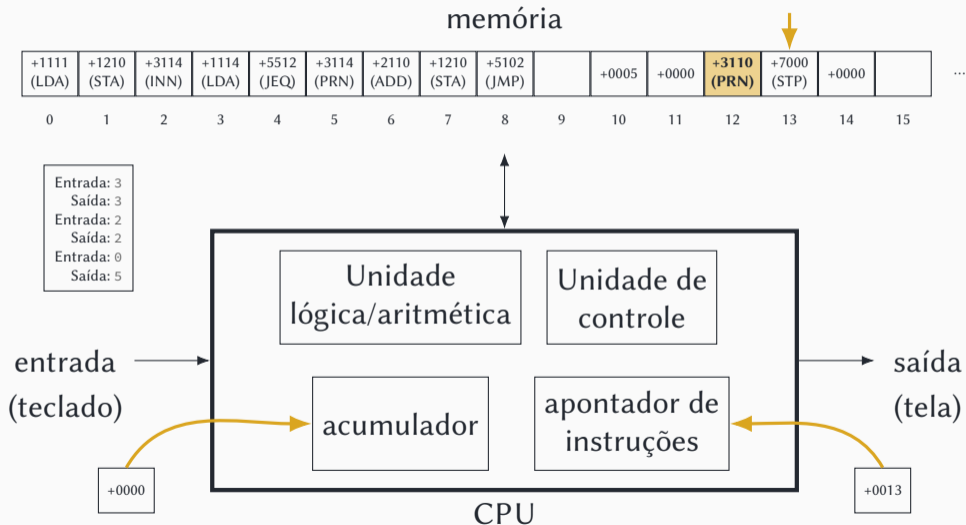 memória
+1111 +1210 +3114 +1114 +5512 +3114 +2110 +1210 +5102 +3110 +7000
(LDA) (STA) (INN) (LDA) (JEQ) (PRN) (ADD) (STA) (JMP) +0005 +0000 (PRN) (STP) +0000 ...
0 1 2 3 4 5 6 7 8 9 10 11 12 13 14 15
Entrada: 3
Saída: 3
Entrada: 2
Saída: 2
Entrada: 0
Saída: 5
Unidade
lógica/aritmética
Unidade de
controle
entrada
(teclado)
saída
(tela)
acumulador
apontador de
instruções
+0000
+0013
CPU